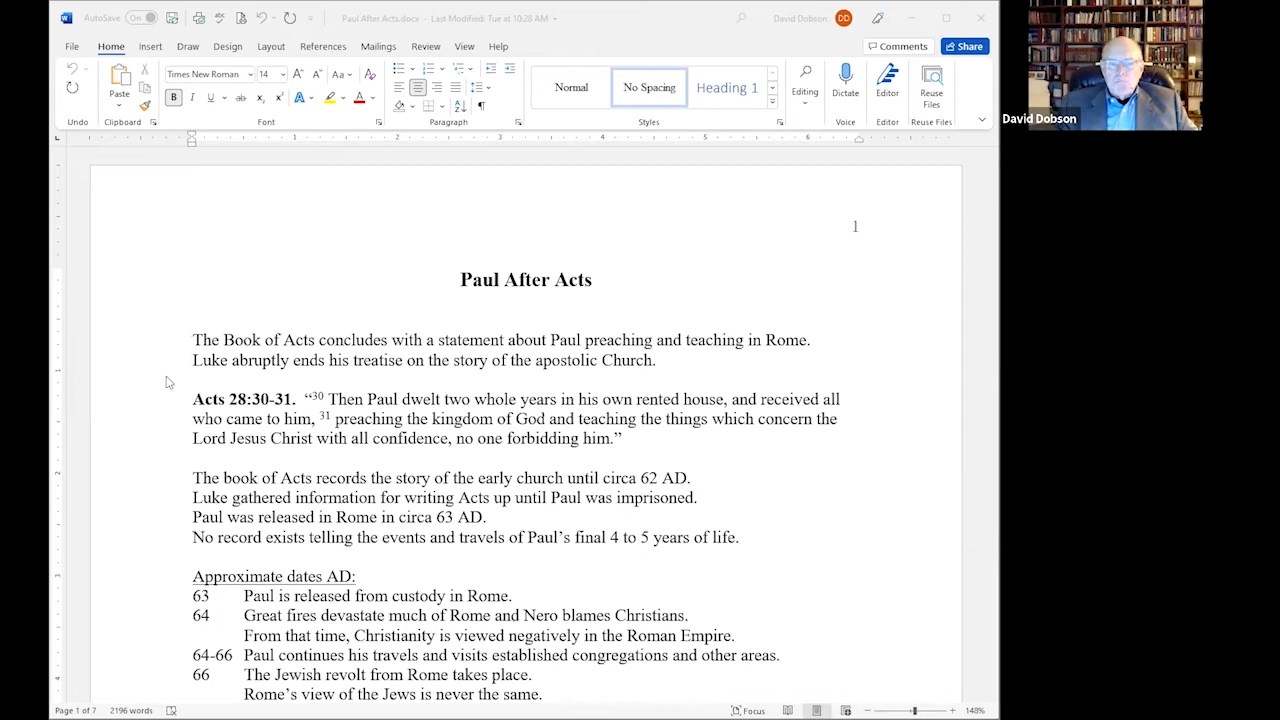 AutoSave On
Paul After Acts.docx - Last Modified: Tue at 10:28 AM
David Dobson DD
File Home Insert Draw Design Layout References Mailings Review View Help
Comments Share
Times New Roman 14
Paste
Normal No Spacing Heading 1
Editing Dictate Editor Reuse Files
Undo Clipboard Font Paragraph Styles Voice Editor Reuse Files
David Dobson
1 2 3 4 5 6
1
Paul After Acts
The Book of Acts concludes with a statement about Paul preaching and teaching in Rome.
Luke abruptly ends his treatise on the story of the apostolic Church.
Acts 28:30-31. “30 Then Paul dwelt two whole years in his own rented house, and received all
who came to him, 31 preaching the kingdom of God and teaching the things which concern the
Lord Jesus Christ with all confidence, no one forbidding him.”
The book of Acts records the story of the early church until circa 62 AD.
Luke gathered information for writing Acts up until Paul was imprisoned.
Paul was released in Rome in circa 63 AD.
No record exists telling the events and travels of Paul’s final 4 to 5 years of life.
Approximate dates AD:
63 Paul is released from custody in Rome.
64 Great fires devastate much of Rome and Nero blames Christians.
From that time, Christianity is viewed negatively in the Roman Empire.
64-66 Paul continues his travels and visits established congregations and other areas.
66 The Jewish revolt from Rome takes place.
Rome’s view of the Jews is never the same.
Page 1 of 7 2196 words Focus 148%